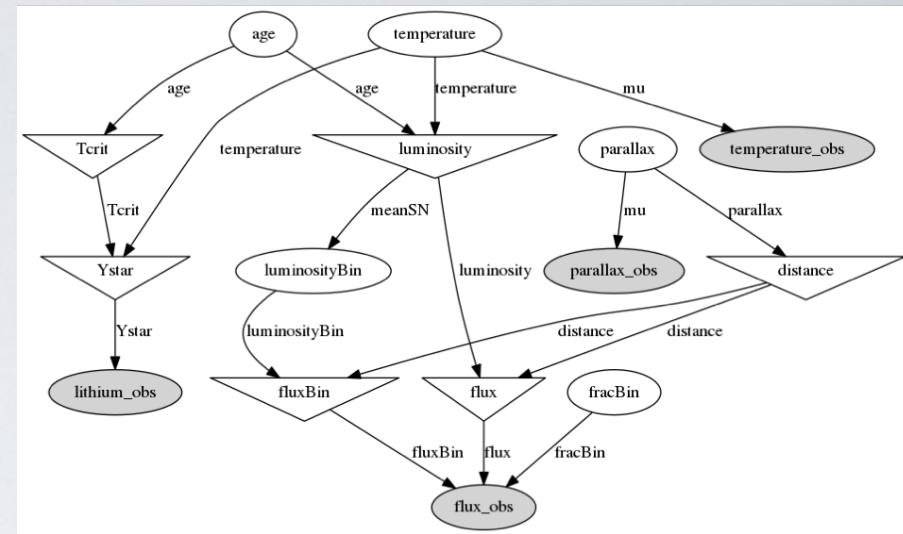 age
temperature
age
temperature
mu
Tcrit
temperature
luminosity
parallax
temperature_obs
Tcrit
meanSN
mu
parallax
Ystar
luminosityBin
luminosity
parallax_obs
distance
Ystar
luminosityBin
distance
distance
lithium_obs
fluxBin
flux
fracBin
fluxBin
flux
fracBin
flux_obs